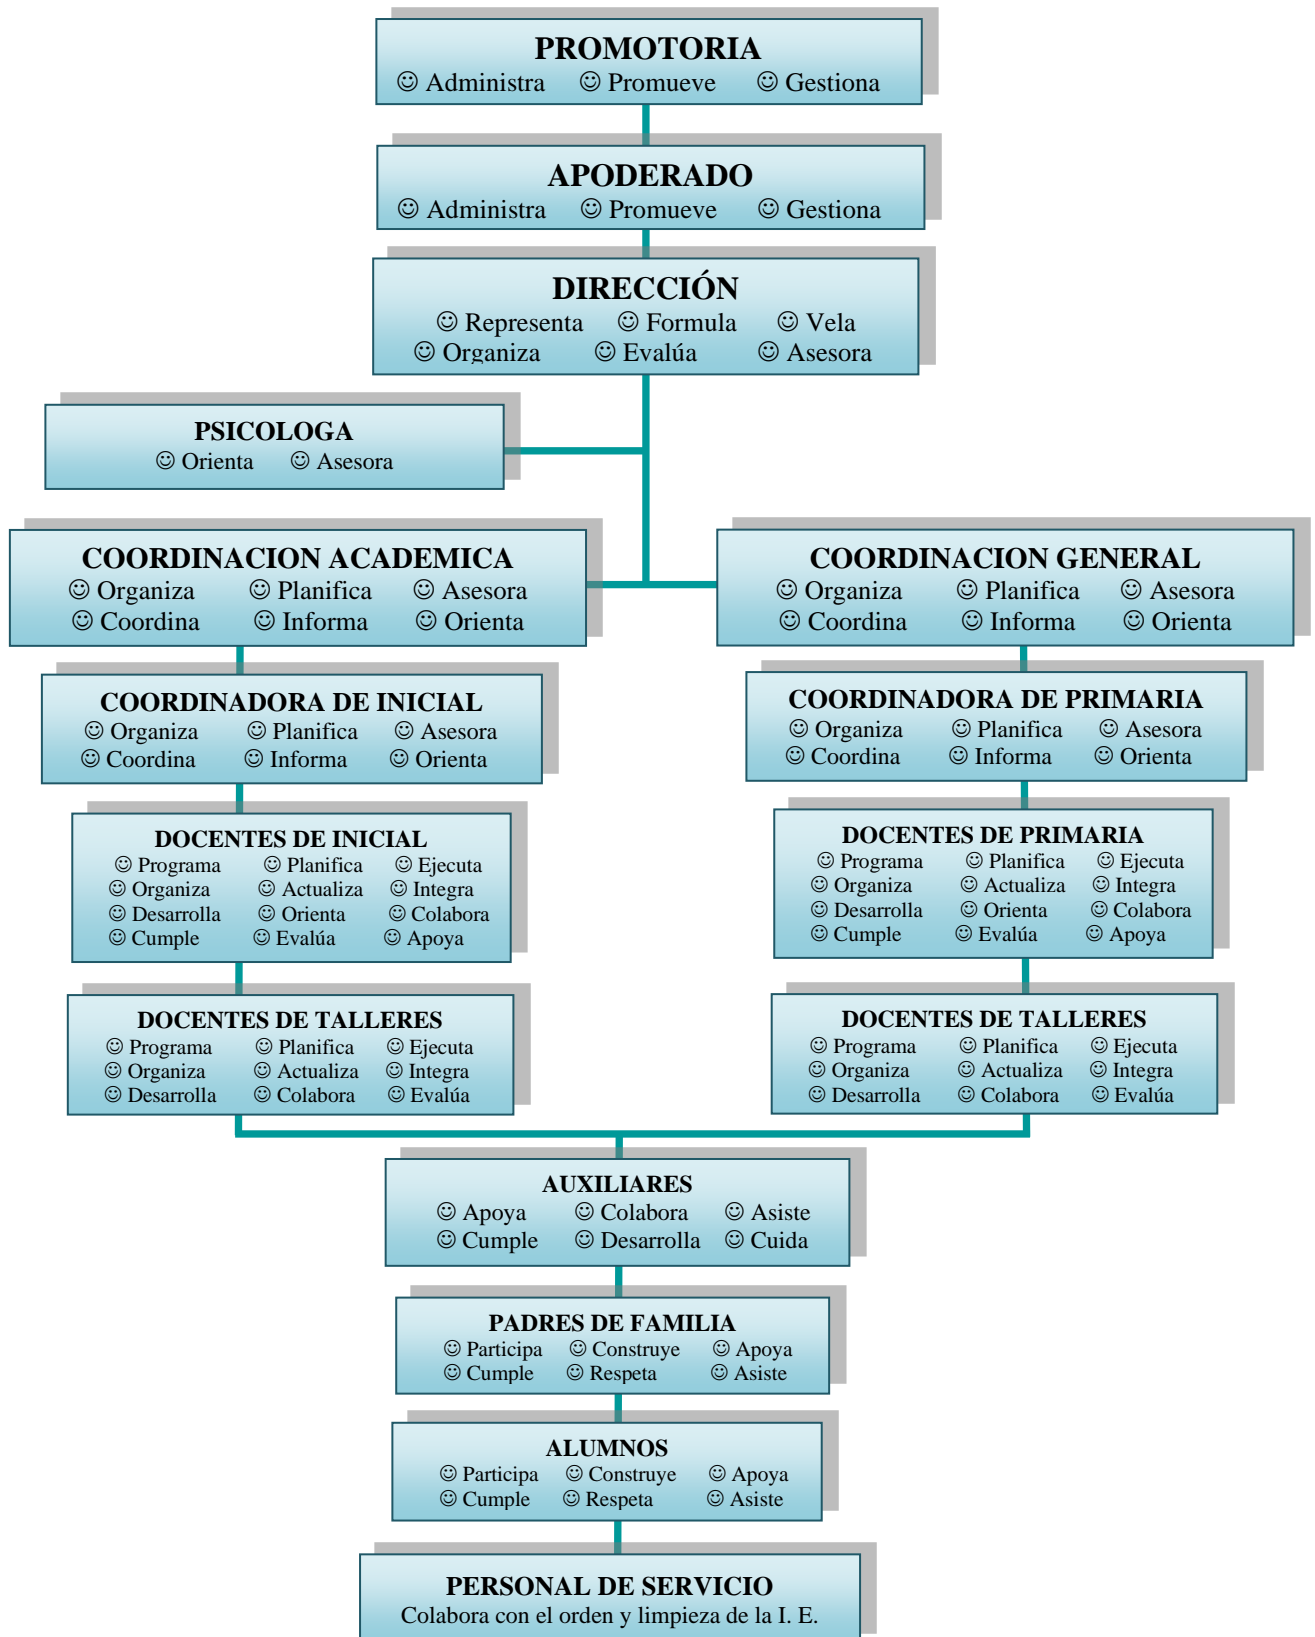 PROMOTORIA
☺ Administra ☺ Promueve ☺ Gestiona
APODERADO
☺ Administra ☺ Promueve ☺ Gestiona
DIRECCIÓN
☺ Representa ☺ Formula ☺ Vela
☺ Organiza ☺ Evalúa ☺ Asesora
PSICOLOGA
☺ Orienta ☺ Asesora
COORDINACION ACADEMICA
☺ Organiza ☺ Planifica ☺ Asesora
☺ Coordina ☺ Informa ☺ Orienta
COORDINACION GENERAL
☺ Organiza ☺ Planifica ☺ Asesora
☺ Coordina ☺ Informa ☺ Orienta
COORDINADORA DE INICIAL
☺ Organiza ☺ Planifica ☺ Asesora
☺ Coordina ☺ Informa ☺ Orienta
COORDINADORA DE PRIMARIA
☺ Organiza ☺ Planifica ☺ Asesora
☺ Coordina ☺ Informa ☺ Orienta
DOCENTES DE INICIAL
☺ Programa ☺ Planifica ☺ Ejecuta
☺ Organiza ☺ Actualiza ☺ Integra
☺ Desarrolla ☺ Orienta ☺ Colabora
☺ Cumple ☺ Evalúa ☺ Apoya
DOCENTES DE PRIMARIA
☺ Programa ☺ Planifica ☺ Ejecuta
☺ Organiza ☺ Actualiza ☺ Integra
☺ Desarrolla ☺ Orienta ☺ Colabora
☺ Cumple ☺ Evalúa ☺ Apoya
DOCENTES DE TALLERES
☺ Programa ☺ Planifica ☺ Ejecuta
☺ Organiza ☺ Actualiza ☺ Integra
☺ Desarrolla ☺ Colabora ☺ Evalúa
DOCENTES DE TALLERES
☺ Programa ☺ Planifica ☺ Ejecuta
☺ Organiza ☺ Actualiza ☺ Integra
☺ Desarrolla ☺ Colabora ☺ Evalúa
AUXILIARES
☺ Apoya ☺ Colabora ☺ Asiste
☺ Cumple ☺ Desarrolla ☺ Cuida
PADRES DE FAMILIA
☺ Participa ☺ Construye ☺ Apoya
☺ Cumple ☺ Respeta ☺ Asiste
ALUMNOS
☺ Participa ☺ Construye ☺ Apoya
☺ Cumple ☺ Respeta ☺ Asiste
PERSONAL DE SERVICIO
Colabora con el orden y limpieza de la I. E.